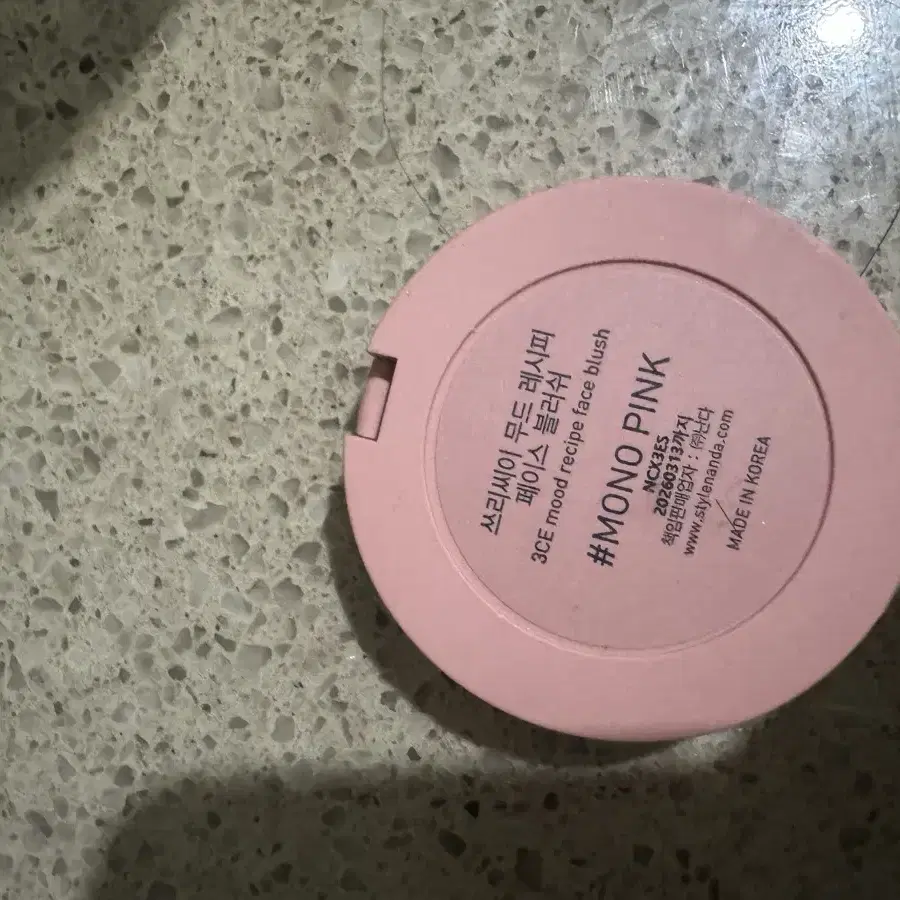 쓰리씨이 무드 레시피
페이스 블러쉬
3CE mood recipe face blush
#MONO PINK
NCX3ES
20260313까지
책임판매업자 : ㈜난다
www.stylenanda.com
MADE IN KOREA